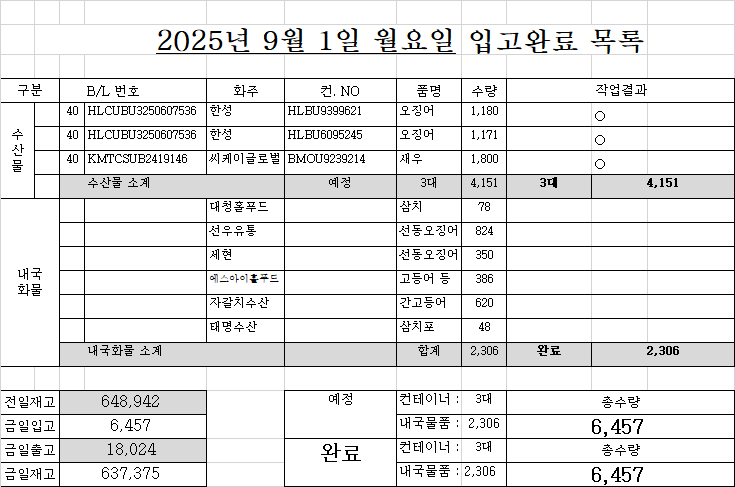 2025년 9월 1일 월요일 입고완료 목록
구분 B/L 번호 화주 컨. NO 품명 수량 작업결과
수산물
40 HLCUBU3250607536 한성 HLBU9399621 오징어 1,180 ○
40 HLCUBU3250607536 한성 HLBU6095245 오징어 1,171 ○
40 KMTCSUB2419146 씨케이글로벌 BMOU9239214 새우 1,800 ○
수산물 소계 예정 3대 4,151 3대 4,151
내국화물
대청홀푸드 삼치 78
선우유통 선동오징어 824
세현 선동오징어 350
에스아이홀푸드 고등어 등 386
자갈치수산 간고등어 620
태명수산 삼치포 48
내국화물 소계 합계 2,306 완료 2,306
전일재고 648,942 예정 컨테이너 : 3대 총수량
금일입고 6,457 내국물품 : 2,306 6,457
금일출고 18,024 완료 컨테이너 : 3대 총수량
금일재고 637,375 내국물품 : 2,306 6,457